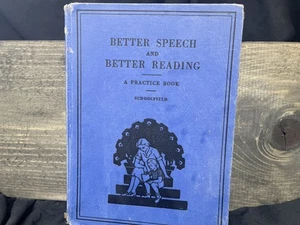 BETTER SPEECH
AND
BETTER READING
A PRACTICE BOOK
SCHOOLFIELD